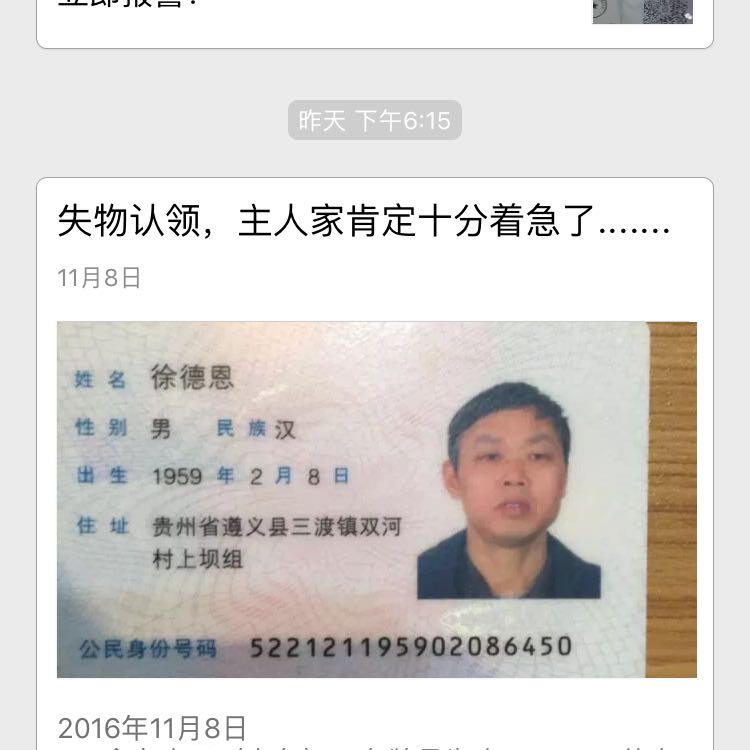 立即报警！
昨天 下午6:15
失物认领，主人家肯定十分着急了.......
11月8日
姓名 徐德恩
性别 男 民族 汉
出生 1959 年 2 月 8 日
住址 贵州省遵义县三渡镇双河
村上坝组
公民身份号码 522121195902086450
2016年11月8日